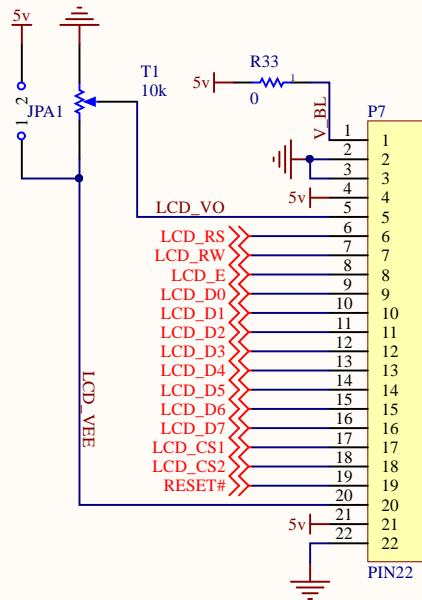 5v
T1
10k
JPA1
2
1
R33
5v
0
1
V_BL
P7
1 1
2 2
3 3
5v 4 4
LCD_VO 5 5
LCD_RS 6 6
LCD_RW 7 7
LCD_E 8 8
LCD_D0 9 9
LCD_D1 10 10
LCD_D2 11 11
LCD_D3 12 12
LCD_D4 13 13
LCD_D5 14 14
LCD_D6 15 15
LCD_D7 16 16
LCD_CS1 17 17
LCD_CS2 18 18
RESET# 19 19
LCD_VEE
20 20
5v 21 21
22 22
PIN22